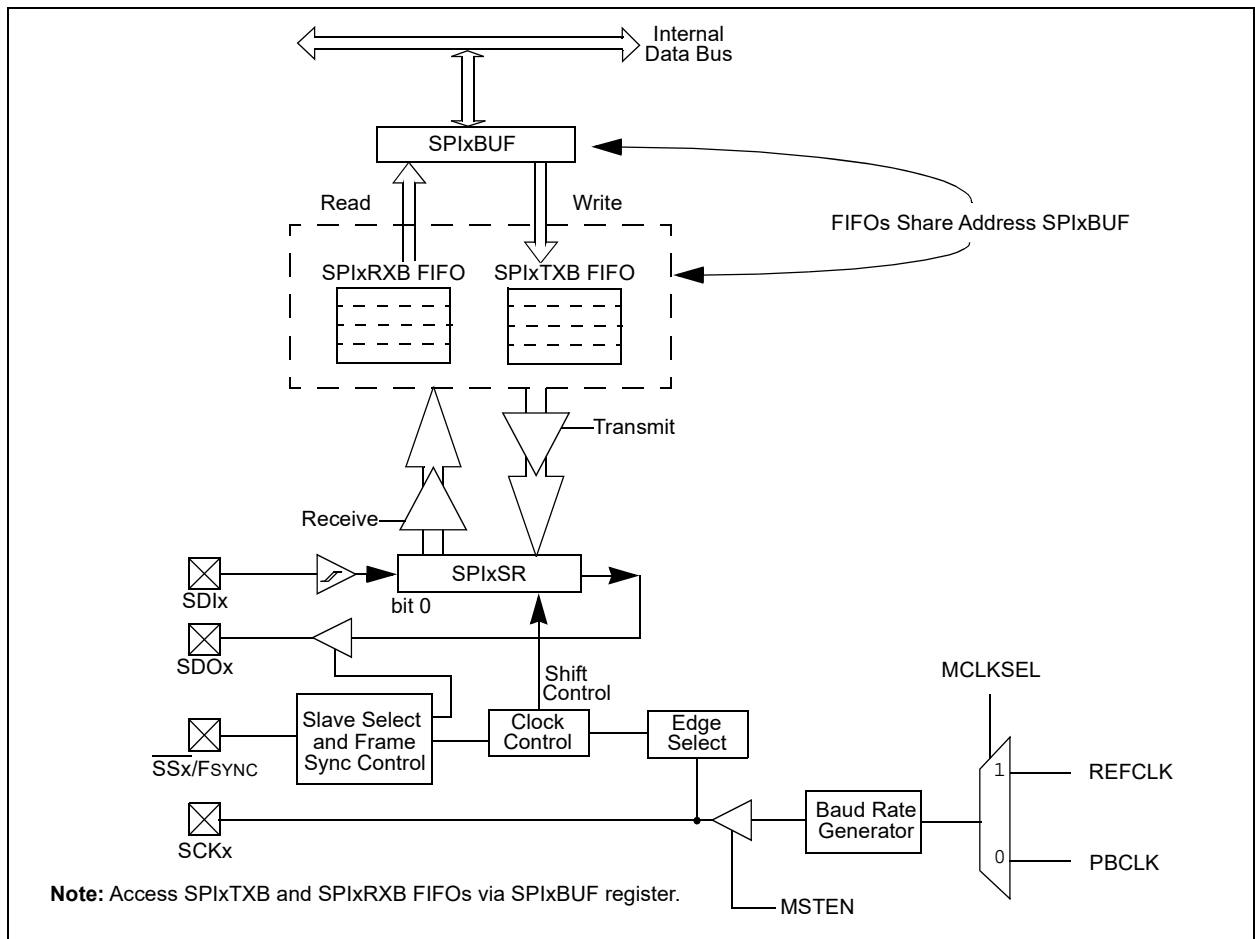 Internal
Data Bus
SPIxBUF
Read
Write
FIFOs Share Address SPIxBUF
SPIxRXB FIFO
SPIxTXB FIFO
Transmit
Receive
SPIxSR
SDIx
bit 0
SDOx
Shift
Control
MCLKSEL
Slave Select
and Frame
Sync Control
Clock
Control
Edge
Select
SSx/FSYNC
1
REFCLK
Baud Rate
Generator
SCKx
0
PBCLK
Note: Access SPIxTXB and SPIxRXB FIFOs via SPIxBUF register.
MSTEN